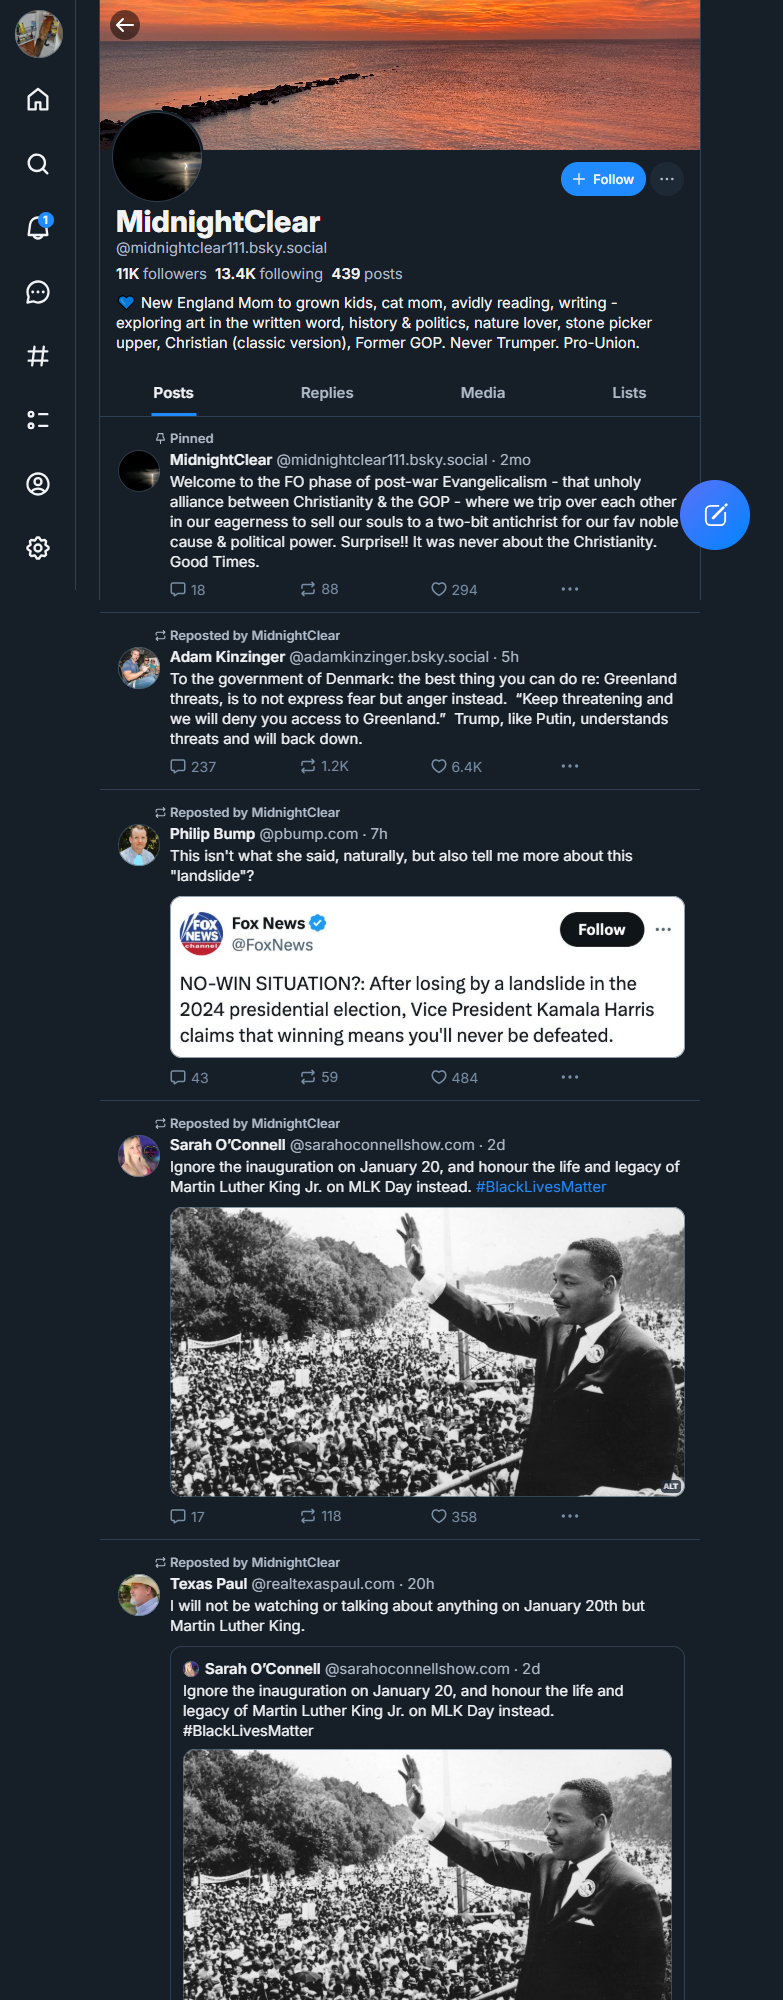 1
Follow
MidnightClear
@midnightclear111.bsky.social
11K followers 13.4K following 439 posts
💙 New England Mom to grown kids, cat mom, avidly reading, writing -
exploring art in the written word, history & politics, nature lover, stone picker
upper, Christian (classic version), Former GOP. Never Trumper. Pro-Union.
Posts Replies Media Lists
Pinned
MidnightClear @midnightclear111.bsky.social · 2mo
Welcome to the FO phase of post-war Evangelicalism - that unholy
alliance between Christianity & the GOP - where we trip over each other
in our eagerness to sell our souls to a two-bit antichrist for our fav noble
cause & political power. Surprise!! It was never about the Christianity.
Good Times.
18 88 294
Reposted by MidnightClear
Adam Kinzinger @adamkinzinger.bsky.social · 5h
To the government of Denmark: the best thing you can do re: Greenland
threats, is to not express fear but anger instead. “Keep threatening and
we will deny you access to Greenland.” Trump, like Putin, understands
threats and will back down.
237 1.2K 6.4K
Reposted by MidnightClear
Philip Bump @pbump.com · 7h
This isn't what she said, naturally, but also tell me more about this
"landslide"?
FOX
NEWS
channel
Fox News
@FoxNews
Follow
NO-WIN SITUATION?: After losing by a landslide in the
2024 presidential election, Vice President Kamala Harris
claims that winning means you'll never be defeated.
43 59 484
Reposted by MidnightClear
Sarah O’Connell @sarahoconnellshow.com · 2d
Ignore the inauguration on January 20, and honour the life and legacy of
Martin Luther King Jr. on MLK Day instead. #BlackLivesMatter
ALT
17 118 358
Reposted by MidnightClear
Texas Paul @realtexaspaul.com · 20h
I will not be watching or talking about anything on January 20th but
Martin Luther King.
Sarah O’Connell @sarahoconnellshow.com · 2d
Ignore the inauguration on January 20, and honour the life and
legacy of Martin Luther King Jr. on MLK Day instead.
#BlackLivesMatter